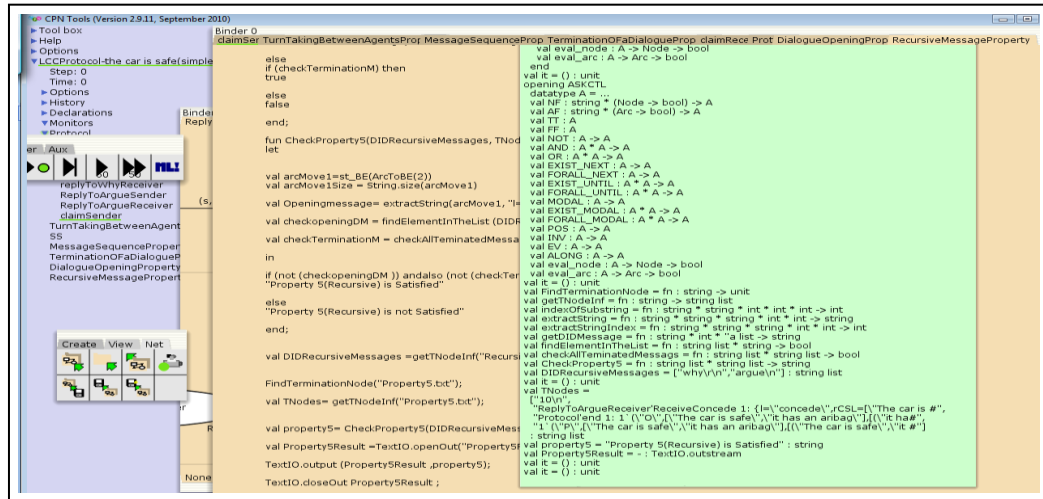 CPN Tools (Version 2.9.11, September 2010)
Tool box
Help
Options
LCCProtocol-the car is safe(simple
Step: 0
Time: 0
Options
History
Declarations
Monitors
Protocol
er Aux
ML!
replyToWhyReceiver
ReplyToArgueSender
ReplyToArgueReceiver
claimSender
TurnTakingBetweenAgent
SS
MessageSequenceProper
TerminationOFaDialogueP
DialogueOpeningProperty
RecursiveMessagePropert
Create View Net
Binder 0
claimSer TurnTakingBetweenAgentsProp MessageSequenceProp TerminationOFaDialogueProp claimRece Prot DialogueOpeningProp RecursiveMessageProperty
Binde
Reply
(s,
R
None
else
if (checkTerminationM) then
true
else
false
end;
fun CheckProperty5(DIDRecursiveMessages, TNod
let
val arcMove1=st_BE(ArcToBE(2))
val arcMove1Size = String.size(arcMove1)
val Openingmessage= extractString(arcMove1, "l=
val checkopeningDM = findElementInTheList (DIDR
val checkTerminationM = checkAllTeminatedMessa
in
if (not (checkopeningDM )) andalso (not (checkTer
"Property 5(Recursive) is Satisfied"
else
"Property 5(Recursive) is not Satisfied"
end;
val DIDRecursiveMessages =getTNodeInf("Recursi
FindTerminationNode("Property5.txt");
val TNodes= getTNodeInf("Property5.txt");
val property5= CheckProperty5(DIDRecursiveMess
val Property5Result =TextIO.openOut("Property5F
TextIO.output (Property5Result ,property5);
TextIO.closeOut Property5Result ;
val eval_node : A -> Node -> bool
val eval_arc : A -> Arc -> bool
end
val it = () : unit
opening ASKCTL
datatype A = ...
val NF : string * (Node -> bool) -> A
val AF : string * (Arc -> bool) -> A
val TT : A
val FF : A
val NOT : A -> A
val AND : A * A -> A
val OR : A * A -> A
val EXIST_NEXT : A -> A
val FORALL_NEXT : A -> A
val EXIST_UNTIL : A * A -> A
val FORALL_UNTIL : A * A -> A
val MODAL : A -> A
val EXIST_MODAL : A * A -> A
val FORALL_MODAL : A * A -> A
val POS : A -> A
val INV : A -> A
val EV : A -> A
val ALONG : A -> A
val eval_node : A -> Node -> bool
val eval_arc : A -> Arc -> bool
val it = () : unit
val FindTerminationNode = fn : string -> unit
val getTNodeInf = fn : string -> string list
val indexOfSubstring = fn : string * string * int * int * int -> int
val extractString = fn : string * string * string * int * int -> string
val extractStringIndex = fn : string * string * string * int * int -> int
val getDIDMessage = fn : string * int * ''a list -> string
val findElementInTheList = fn : string list * string -> bool
val checkAllTeminatedMessags = fn : string list * string list -> bool
val CheckProperty5 = fn : string list * string list -> string
val DIDRecursiveMessages = ["why\r\n","argue\n"] : string list
val it = () : unit
val TNodes =
["10\n",
"ReplyToArgueReceiver'ReceiveConcede 1: {l=\"concede\",rCSL=[\"The car is #",
"Protocol'end 1: 1`(\"O\",[\"The car is safe\",\"it has an aribag\"],[(\"it ha#",
"1`(\"P\",[\"The car is safe\",\"it has an aribag\"],[(\"The car is safe\",\"it #"]
: string list
val property5 = "Property 5(Recursive) is Satisfied" : string
val Property5Result = - : TextIO.outstream
val it = () : unit
val it = () : unit